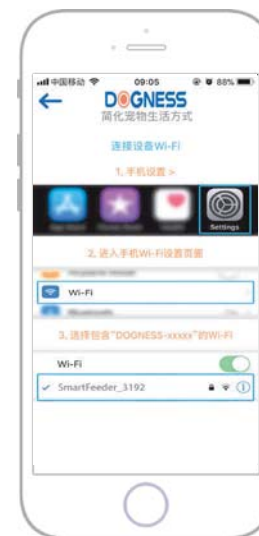 中国移动 09:05 88%
DOGNESS
简化宠物生活方式
连接设备Wi-Fi
1, 手机设置 >
Settings
2, 进入手机Wi-Fi设置页面
Wi-Fi
3, 选择包含“DOGNESS-xxxxx”的Wi-Fi
Wi-Fi
SmartFeeder_3192